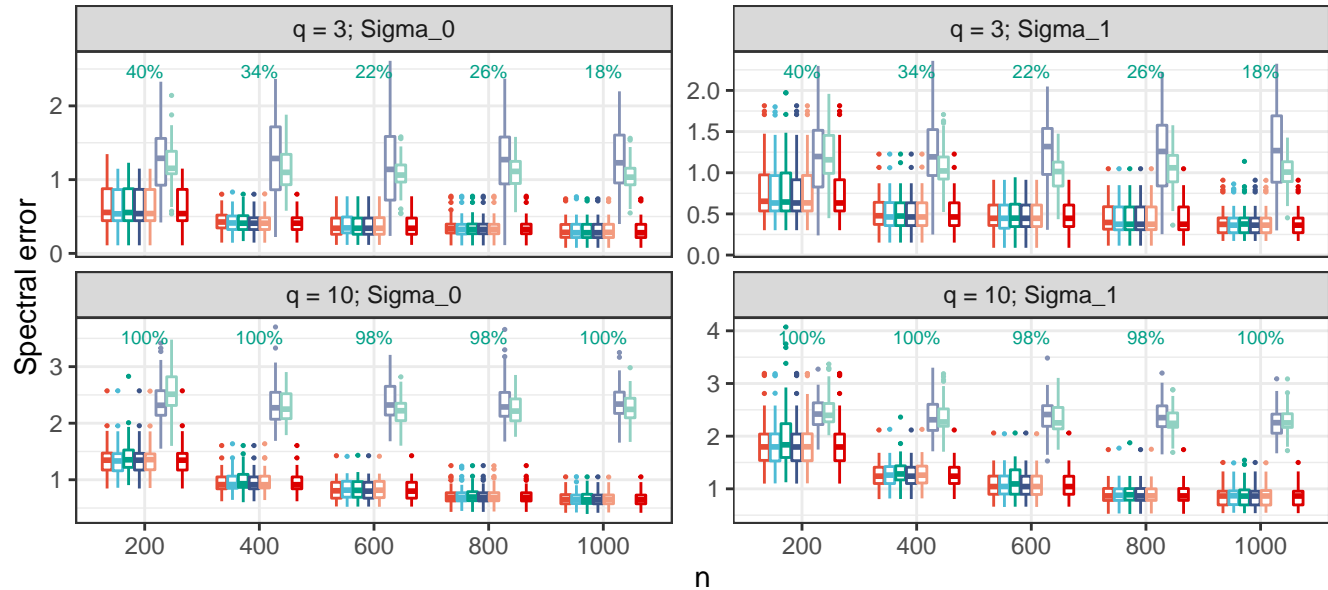 q = 3; Sigma_0
q = 3; Sigma_1
40% 34% 22% 26% 18%
40% 34% 22% 26% 18%
2
1
0
2.0
1.5
1.0
0.5
0.0
Spectral error
q = 10; Sigma_0
q = 10; Sigma_1
100% 100% 98% 98% 100%
100% 100% 98% 98% 100%
3
2
1
4
3
2
1
200 400 600 800 1000
200 400 600 800 1000
n